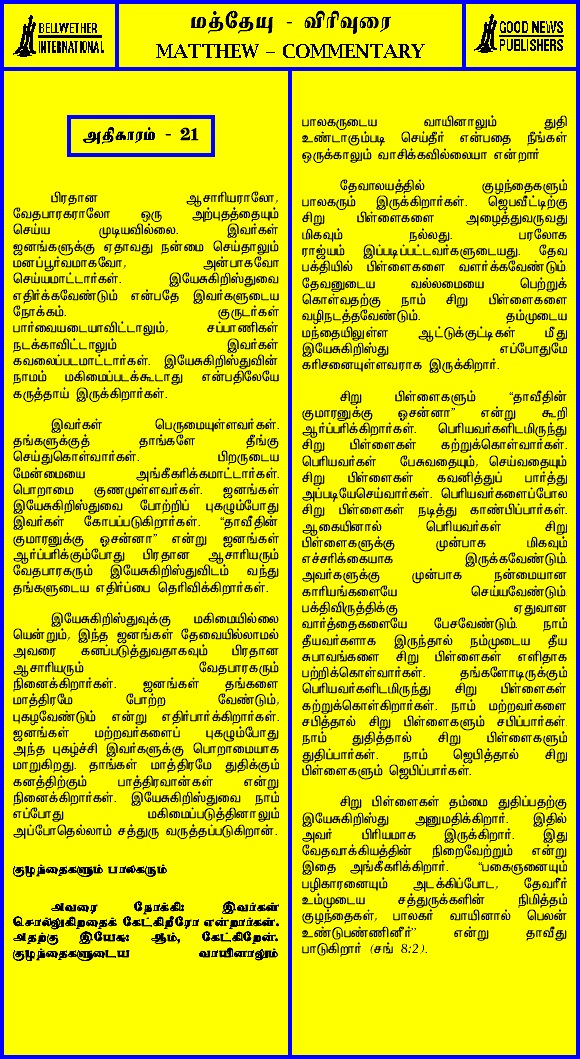 BELLWETHER
INTERNATIONAL
மத்தேயு - விரிவுரை
MATTHEW – COMMENTARY
GOOD NEWS
PUBLISHERS
அதிகாரம் - 21
பிரதான ஆசாரியராலோ,
வேதபாரகராலோ ஒரு அற்புதத்தையும்
செய்ய முடியவில்லை. இவர்கள்
ஜனங்களுக்கு ஏதாவது நன்மை செய்தாலும்
மனப்பூர்வமாகவோ, அன்பாகவோ
செய்யமாட்டார்கள். இயேசுகிறிஸ்துவை
எதிர்க்கவேண்டும் என்பதே இவர்களுடைய
நோக்கம். குருடர்கள்
பார்வையடையாவிட்டாலும், சப்பாணிகள்
நடக்காவிட்டாலும் இவர்கள்
கவலைப்படமாட்டார்கள். இயேசுகிறிஸ்துவின்
நாமம் மகிமைப்படக்கூடாது என்பதிலேயே
கருத்தாய் இருக்கிறார்கள்.
இவர்கள் பெருமையுள்ளவர்கள்.
தங்களுக்குத் தாங்களே தீங்கு
செய்துகொள்வார்கள். பிறருடைய
மேன்மையை அங்கீகரிக்கமாட்டார்கள்.
பொறாமை குணமுள்ளவர்கள். ஜனங்கள்
இயேசுகிறிஸ்துவை போற்றிப் புகழும்போது
இவர்கள் கோபப்படுகிறார்கள். “தாவீதின்
குமாரனுக்கு ஓசன்னா” என்று ஜனங்கள்
ஆர்ப்பரிக்கும்போது பிரதான ஆசாரியரும்
வேதபாரகரும் இயேசுகிறிஸ்துவிடம் வந்து
தங்களுடைய எதிர்ப்பை தெரிவிக்கிறார்கள்.
இயேசுகிறிஸ்துவுக்கு மகிமையில்லை
யென்றும், இந்த ஜனங்கள் தேவையில்லாமல்
அவரை கனப்படுத்துவதாகவும் பிரதான
ஆசாரியரும் வேதபாரகரும்
நினைக்கிறார்கள். ஜனங்கள் தங்களை
மாத்திரமே போற்ற வேண்டும்,
புகழவேண்டும் என்று எதிர்பார்க்கிறார்கள்.
ஜனங்கள் மற்றவர்களைப் புகழும்போது
அந்த புகழ்ச்சி இவர்களுக்கு பொறாமையாக
மாறுகிறது. தாங்கள் மாத்திரமே துதிக்கும்
கனத்திற்கும் பாத்திரவான்கள் என்று
நினைக்கிறார்கள். இயேசுகிறிஸ்துவை நாம்
எப்போது மகிமைப்படுத்தினாலும்
அப்போதெல்லாம் சத்துரு வருத்தப்படுகிறான்.
குழந்தைகளும் பாலகரும்
அவரை நோக்கி: இவர்கள்
சொல்லுகிறதைக் கேட்கிறீரோ என்றார்கள்.
அதற்கு இயேசு: ஆம், கேட்கிறேன்.
குழந்தைகளுடைய வாயினாலும்
பாலகருடைய வாயினாலும் துதி
உண்டாகும்படி செய்தீர் என்பதை நீங்கள்
ஒருக்காலும் வாசிக்கவில்லையா என்றார்
தேவாலயத்தில் குழந்தைகளும்
பாலகரும் இருக்கிறார்கள். ஜெபவீட்டிற்கு
சிறு பிள்ளைகளை அழைத்துவருவது
மிகவும் நல்லது. பரலோக
ராஜ்யம் இப்படிப்பட்டவர்களுடையது. தேவ
பக்தியில் பிள்ளைகளை வளர்க்கவேண்டும்.
தேவனுடைய வல்லமையை பெற்றுக்
கொள்வதற்கு நாம் சிறு பிள்ளைகளை
வழிநடத்தவேண்டும். தம்முடைய
மந்தையிலுள்ள ஆட்டுக்குட்டிகள் மீது
இயேசுகிறிஸ்து எப்போதுமே
கரிசனையுள்ளவராக இருக்கிறார்.
சிறு பிள்ளைகளும் “தாவீதின்
குமாரனுக்கு ஓசன்னா” என்று கூறி
ஆர்ப்பரிக்கிறார்கள். பெரியவர்களிடமிருந்து
சிறு பிள்ளைகள் கற்றுக்கொள்வார்கள்.
பெரியவர்கள் பேசுவதையும், செய்வதையும்
சிறு பிள்ளைகள் கவனித்துப் பார்த்து
அப்படியேசெய்வார்கள். பெரியவர்களைப்போல
சிறு பிள்ளைகள் நடித்து காண்பிப்பார்கள்.
ஆகையினால் பெரியவர்கள் சிறு
பிள்ளைகளுக்கு முன்பாக மிகவும்
எச்சரிக்கையாக இருக்கவேண்டும்.
அவர்களுக்கு முன்பாக நன்மையான
காரியங்களையே செய்யவேண்டும்.
பக்திவிருத்திக்கு ஏதுவான
வார்த்தைகளையே பேசவேண்டும். நாம்
தீயவர்களாக இருந்தால் நம்முடைய தீய
சுபாவங்களை சிறு பிள்ளைகள் எளிதாக
பற்றிக்கொள்வார்கள். தங்களோடிருக்கும்
பெரியவர்களிடமிருந்து சிறு பிள்ளைகள்
கற்றுக்கொள்கிறார்கள். நாம் மற்றவர்களை
சபித்தால் சிறு பிள்ளைகளும் சபிப்பார்கள்.
நாம் துதித்தால் சிறு பிள்ளைகளும்
துதிப்பார்கள். நாம் ஜெபித்தால் சிறு
பிள்ளைகளும் ஜெபிப்பார்கள்.
சிறு பிள்ளைகள் தம்மை துதிப்பதற்கு
இயேசுகிறிஸ்து அனுமதிக்கிறார். இதில்
அவர் பிரியமாக இருக்கிறார். இது
வேதவாக்கியத்தின் நிறைவேற்றம் என்று
இதை அங்கீகரிக்கிறார். “பகைஞனையும்
பழிகாரனையும் அடக்கிப்போட, தேவரீர்
உம்முடைய சத்துருக்களின் நிமித்தம்
குழந்தைகள், பாலகர் வாயினால் பெலன்
உண்டுபண்ணினீர்” என்று தாவீது
பாடுகிறார் (சங் 8:2).